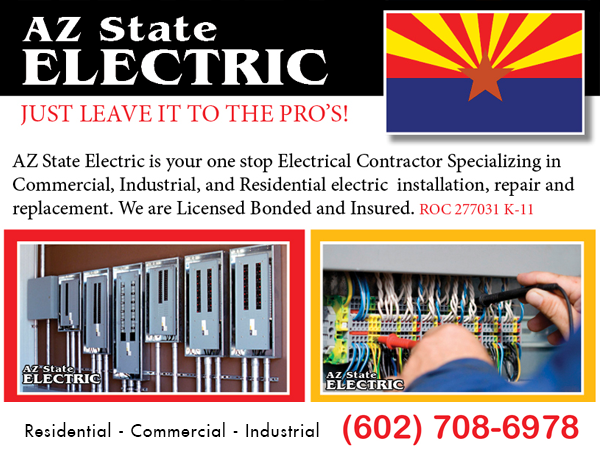 AZ State
ELECTRIC
JUST LEAVE IT TO THE PRO'S!
AZ State Electric is your one stop Electrical Contractor Specializing in
Commercial, Industrial, and Residential electric installation, repair and
replacement. We are Licensed Bonded and Insured. ROC 277031 K-11
AZ State
ELECTRIC
AZ State
ELECTRIC
Residential - Commercial - Industrial (602) 708-6978